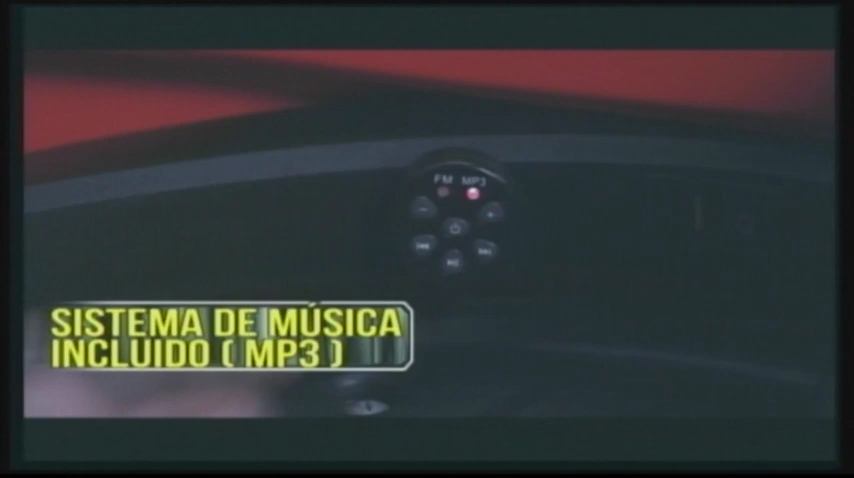 FM MP3
SISTEMA DE MÚSICA
INCLUIDO ( MP3 )